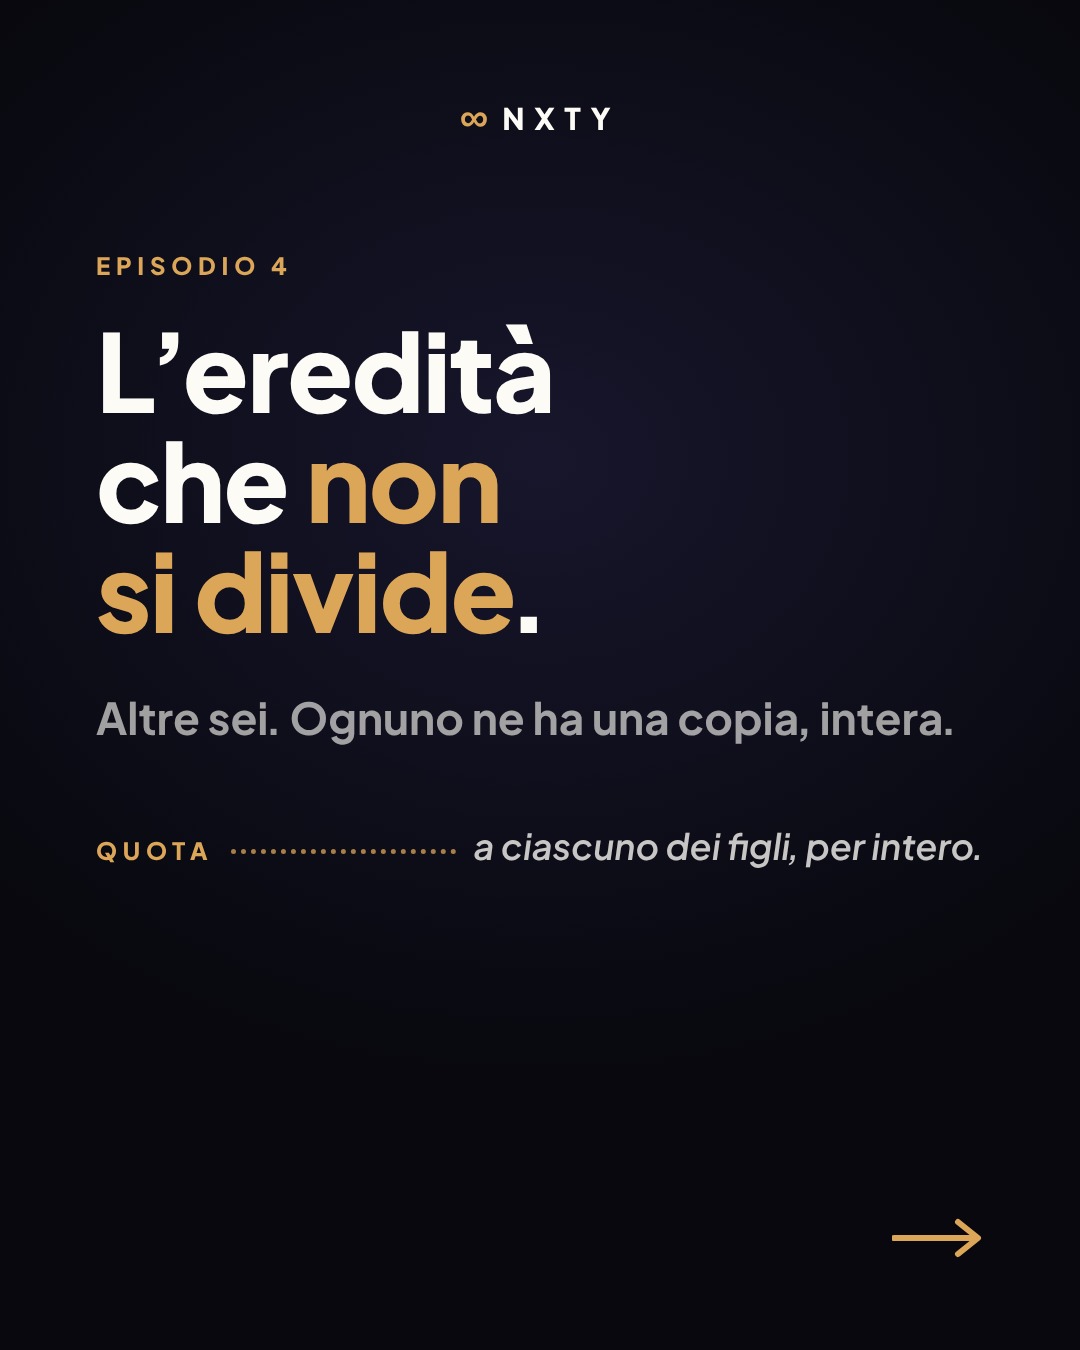 ∞ NXTY
EPISODIO 4
L’eredità
che non
si divide.
Altre sei. Ognuno ne ha una copia, intera.
QUOTA ....................... a ciascuno dei figli, per intero.